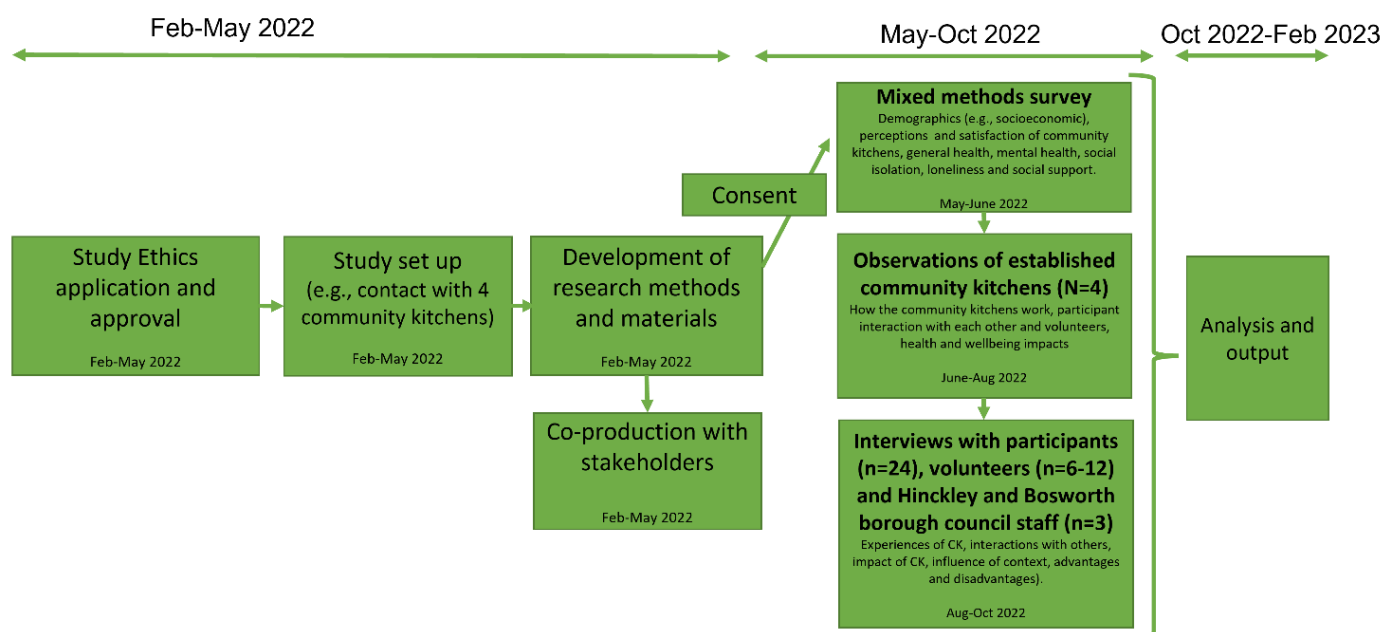 Feb-May 2022
May-Oct 2022
Oct 2022-Feb 2023
Study Ethics
application and
approval
Feb-May 2022
Study set up
(e.g., contact with 4
community kitchens)
Feb-May 2022
Development of
research methods
and materials
Feb-May 2022
Co-production with
stakeholders
Feb-May 2022
Consent
Mixed methods survey
Demographics (e.g., socioeconomic),
perceptions and satisfaction of community
kitchens, general health, mental health, social
isolation, loneliness and social support.
May-June 2022
Observations of established
community kitchens (N=4)
How the community kitchens work, participant
interaction with each other and volunteers,
health and wellbeing impacts
June-Aug 2022
Interviews with participants
(n=24), volunteers (n=6-12)
and Hinckley and Bosworth
borough council staff (n=3)
Experiences of CK, interactions with others,
impact of CK, influence of context, advantages
and disadvantages).
Aug-Oct 2022
Analysis and
output